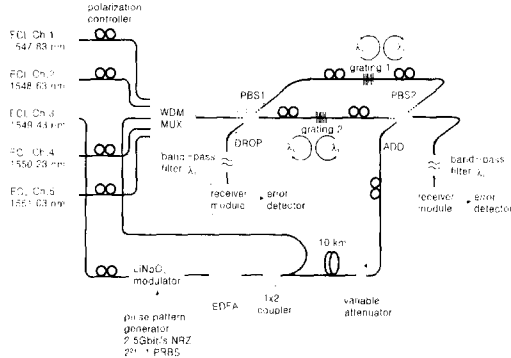 polarization
controller
ECL Ch.1
1547.83 nm
ECL Ch.2
1548.63 nm
ECL Ch.3
1549.43 nm
ECL Ch.4
1550.23 nm
ECL Ch.5
1551.03 nm
WDM
MUX
PBS1
DROP
grating 1
grating 2
PBS2
ADD
band-pass
filter
receiver
module
error
detector
band-pass
filter
receiver
module
error
detector
10 km
LiNbO3
modulator
EDFA
1x2
coupler
variable
attenuator
pulse pattern
generator
2.5Gbit/s NRZ
PRBS